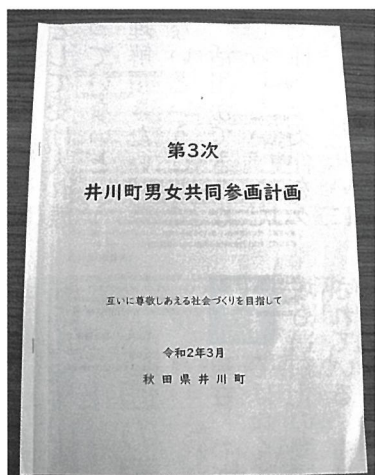 第3次
井川町男女共同参画計画
互いに尊敬しあえる社会づくりを目指して
令和2年3月
秋田県井川町